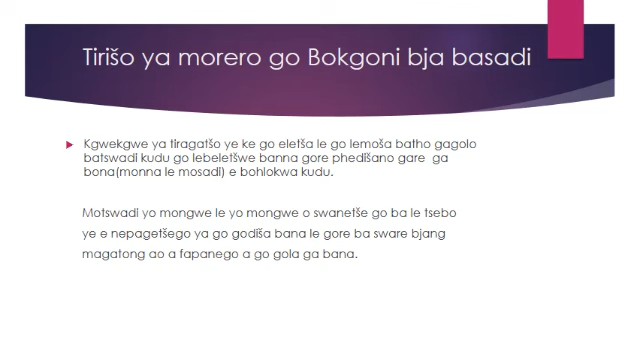 Tirišo ya morero go Bokgoni bja basadi
Kgwekgwe ya tiragatšo ye ke go eletša le go lemoša batho gagolo
batswadi kudu go lebeletšwe banna gore phedišano gare ga
bona(monna le mosadi) e bohlokwa kudu.
Motswadi yo mongwe le yo mongwe o swanetše go ba le tsebo
ye e nepagetšego ya go godiša bana le gore ba sware bjang
magatong ao a fapanego a go gola ga bana.